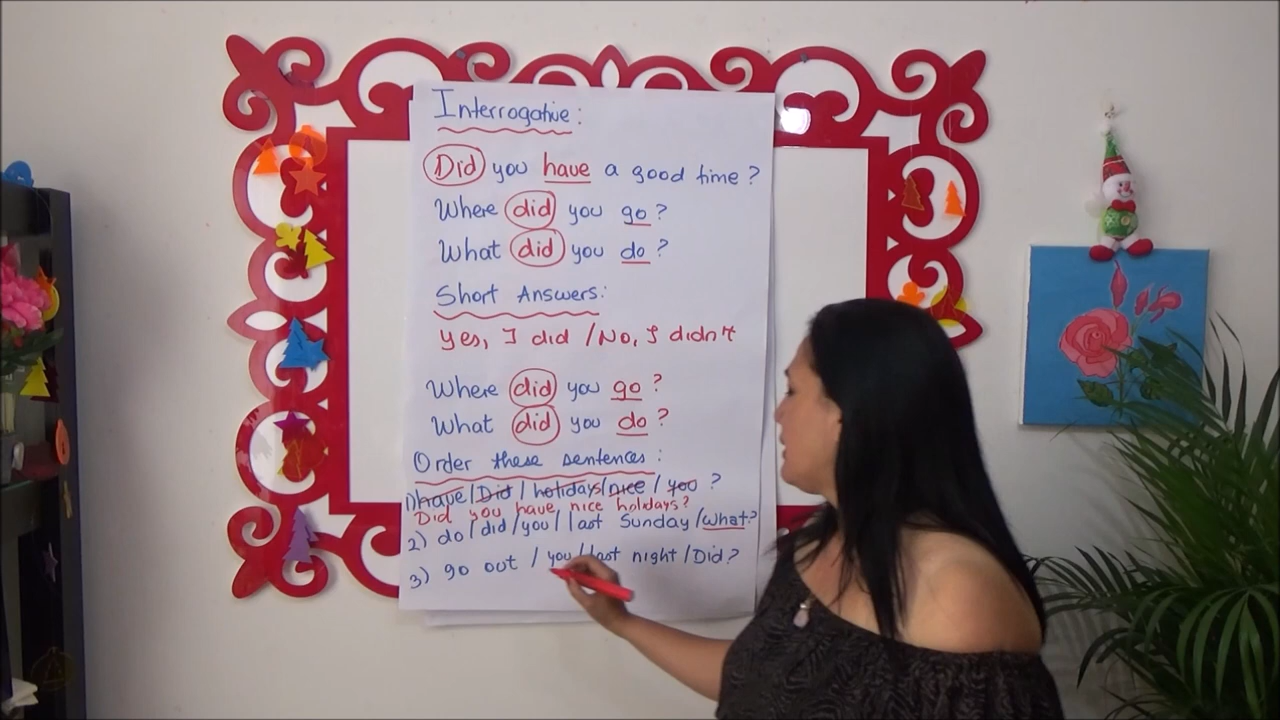 Interrogative:
Did you have a good time?
Where did you go?
What did you do?
Short Answers:
Yes, I did / No, I didn't
Where did you go?
What did you do?
Order these sentences:
1) have / Did / holidays / nice / you ?
Did you have nice holidays?
2) do / did / you / last Sunday / what?
3) go out / you / last night / Did?